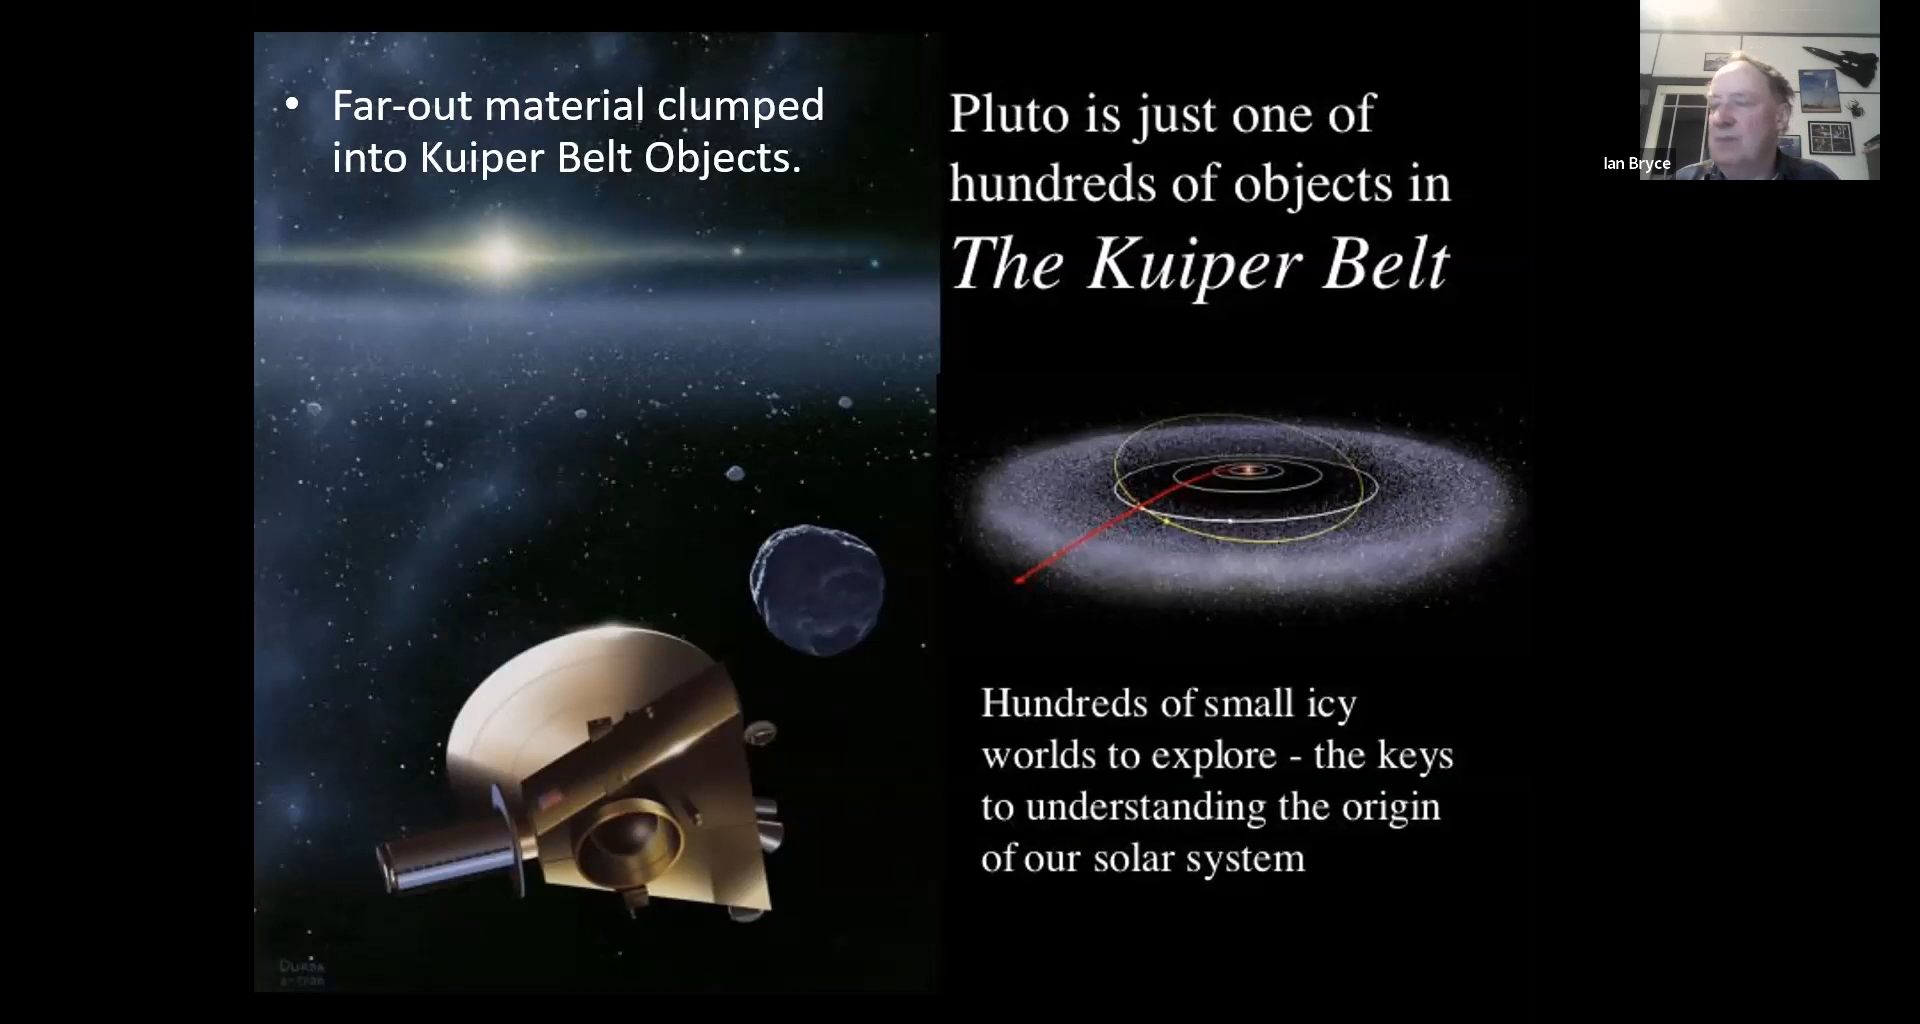 • Far-out material clumped
into Kuiper Belt Objects.
Pluto is just one of
hundreds of objects in
The Kuiper Belt
Hundreds of small icy
worlds to explore - the keys
to understanding the origin
of our solar system
Ian Bryce